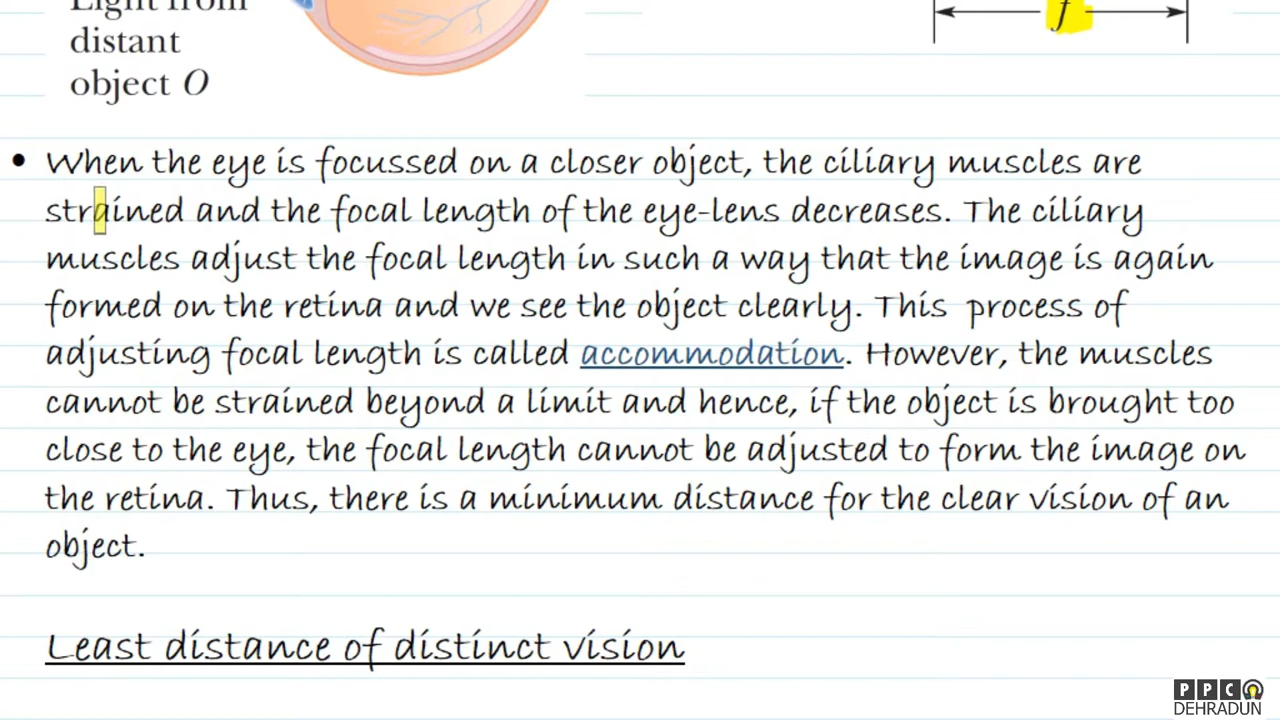 Light from
distant
object O
f
• When the eye is focussed on a closer object, the ciliary muscles are
strained and the focal length of the eye-lens decreases. The ciliary
muscles adjust the focal length in such a way that the image is again
formed on the retina and we see the object clearly. This process of
adjusting focal length is called accommodation. However, the muscles
cannot be strained beyond a limit and hence, if the object is brought too
close to the eye, the focal length cannot be adjusted to form the image on
the retina. Thus, there is a minimum distance for the clear vision of an
object.
Least distance of distinct vision
PPC
DEHRADUN